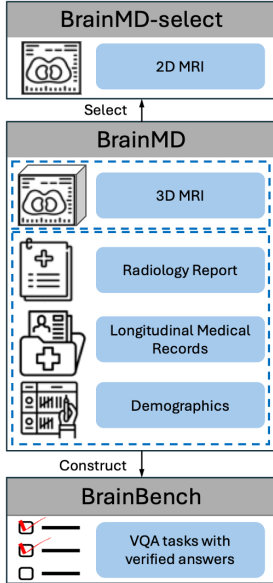 BrainMD-select
2D MRI
Select
BrainMD
3D MRI
Radiology Report
Longitudinal Medical
Records
Demographics
Construct
BrainBench
VQA tasks with
verified answers